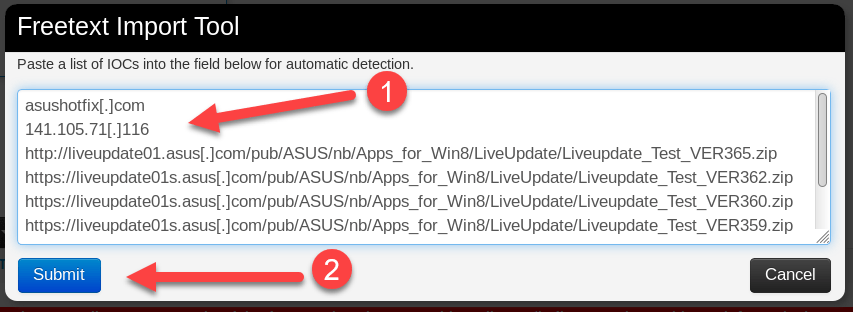 Freetext Import Tool
Paste a list of IOCs into the field below for automatic detection.
1
asushotfix[.]com
141.105.71[.]116
http://liveupdate01.asus[.]com/pub/ASUS/nb/Apps_for_Win8/LiveUpdate/Liveupdate_Test_VER365.zip
https://liveupdate01s.asus[.]com/pub/ASUS/nb/Apps_for_Win8/LiveUpdate/Liveupdate_Test_VER362.zip
https://liveupdate01s.asus[.]com/pub/ASUS/nb/Apps_for_Win8/LiveUpdate/Liveupdate_Test_VER360.zip
https://liveupdate01s.asus[.]com/pub/ASUS/nb/Apps_for_Win8/LiveUpdate/Liveupdate_Test_VER359.zip
Submit
2
Cancel